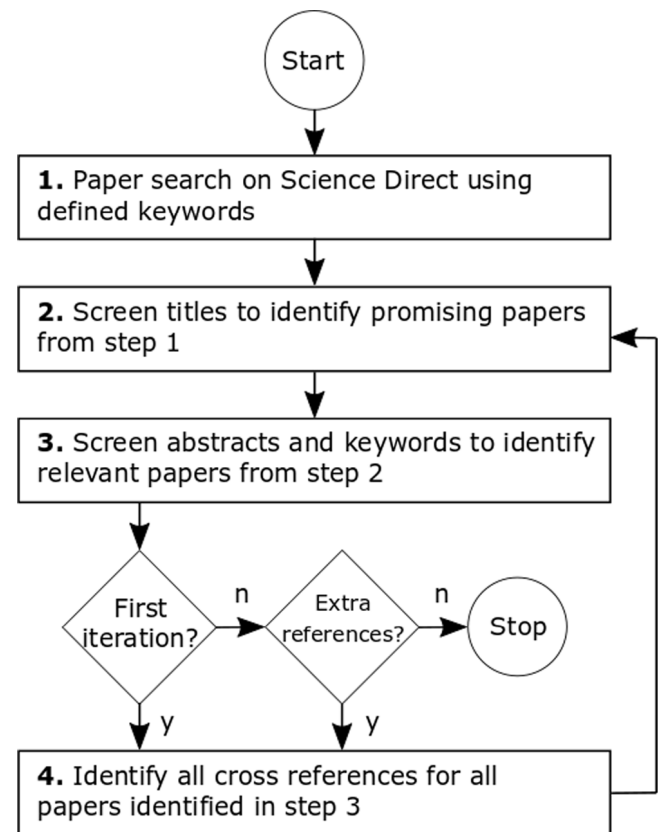 Start
1. Paper search on Science Direct using
defined keywords
2. Screen titles to identify promising papers
from step 1
3. Screen abstracts and keywords to identify
relevant papers from step 2
First
iteration?
n
Extra
references?
n
Stop
y
y
4. Identify all cross references for all
papers identified in step 3